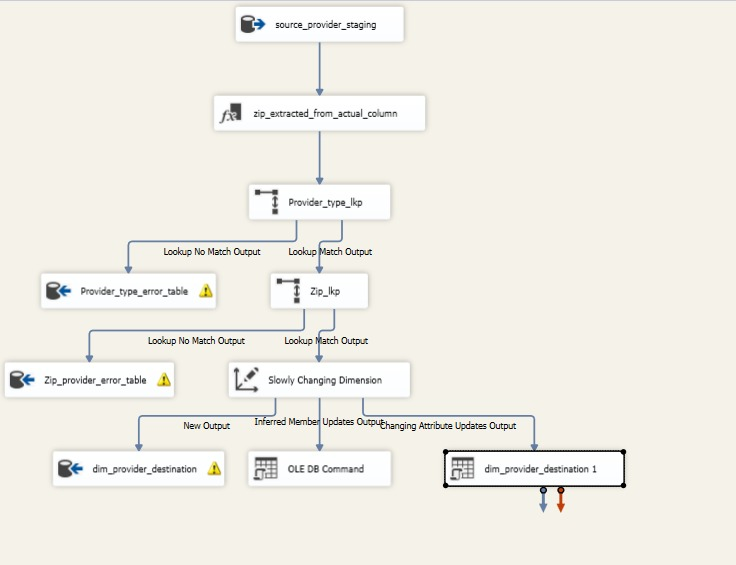 source_provider_staging
zip_extracted_from_actual_column
Provider_type_lkp
Lookup No Match Output
Lookup Match Output
Provider_type_error_table
Zip_lkp
Lookup No Match Output
Lookup Match Output
Zip_provider_error_table
Slowly Changing Dimension
New Output
Inferred Member Updates Output
Changing Attribute Updates Output
dim_provider_destination
OLE DB Command
dim_provider_destination 1